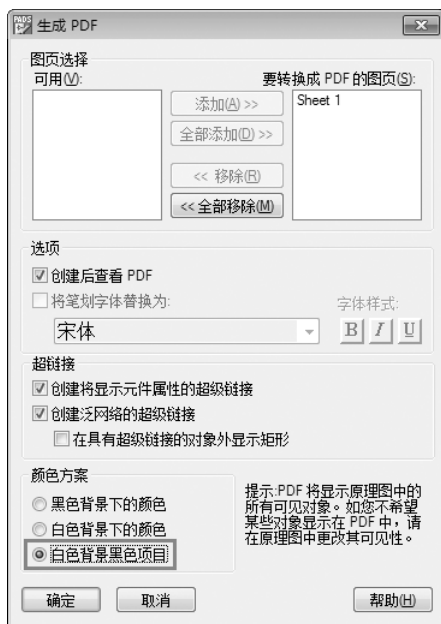 PADS 生成 PDF
图页选择
可用(V):
要转换成 PDF 的图页(S):
Sheet 1
添加(A) >>
全部添加(D) >>
<< 移除(R)
<< 全部移除(M)
选项
创建后查看 PDF
将笔划字体替换为:
字体样式:
宋体
B I U
超链接
创建将显示元件属性的超级链接
创建泛网络的超级链接
在具有超级链接的对象外显示矩形
颜色方案
黑色背景下的颜色
白色背景下的颜色
白色背景黑色项目
提示:PDF 将显示原理图中的
所有可见对象。如您不希望
某些对象显示在 PDF 中，请
在原理图中更改其可见性。
确定
取消
帮助(H)